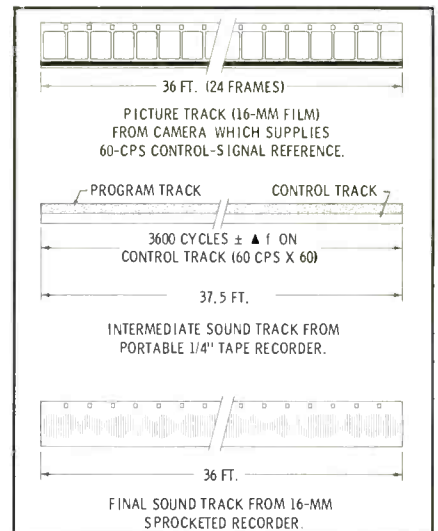 36 FT. (24 FRAMES)
PICTURE TRACK (16-MM FILM)
FROM CAMERA WHICH SUPPLIES
60-CPS CONTROL-SIGNAL REFERENCE.
PROGRAM TRACK
CONTROL TRACK
3600 CYCLES ± ▲ f ON
CONTROL TRACK (60 CPS X 60)
37.5 FT.
INTERMEDIATE SOUND TRACK FROM
PORTABLE 1/4" TAPE RECORDER.
36 FT.
FINAL SOUND TRACK FROM 16-MM
SPROCKETED RECORDER.